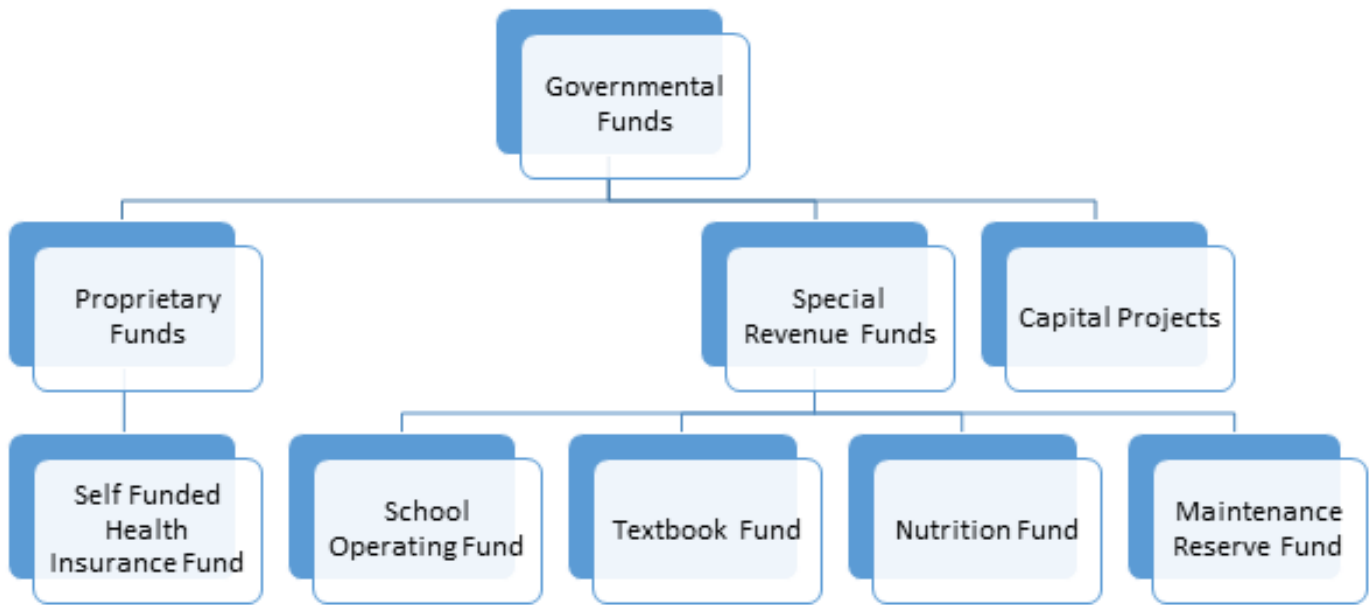 Governmental
Funds
Proprietary
Funds
Special
Revenue Funds
Capital Projects
Self Funded
Health
Insurance Fund
School
Operating Fund
Textbook Fund
Nutrition Fund
Maintenance
Reserve Fund